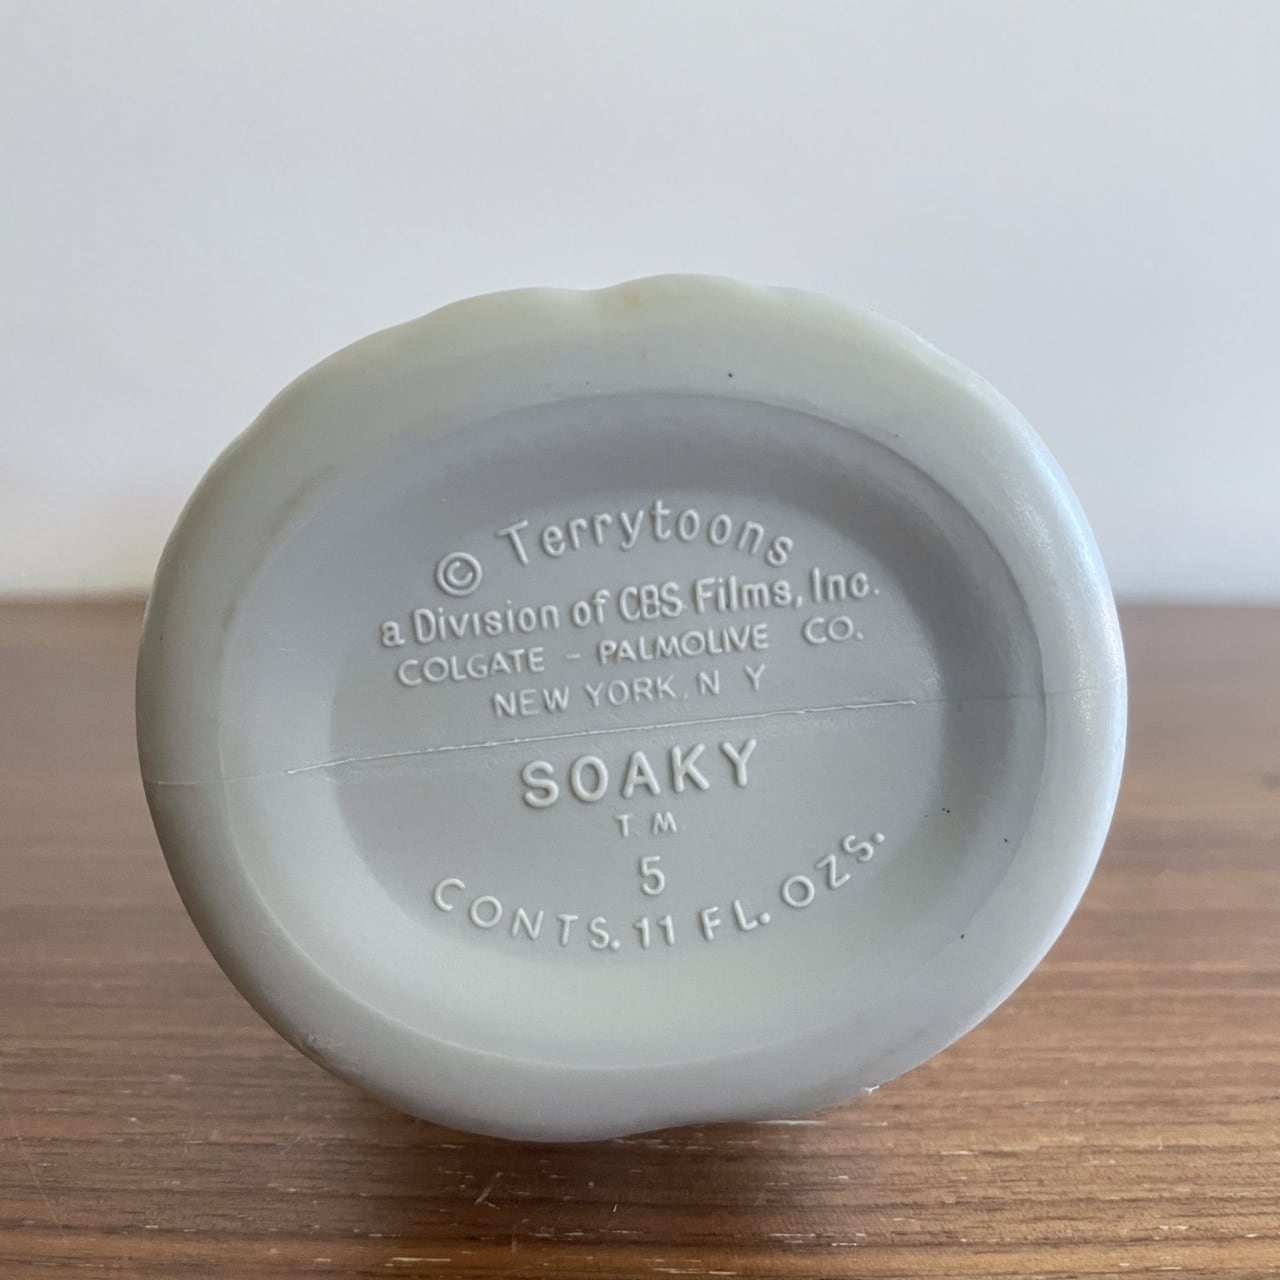 © Terrytoons
a Division of CBS Films, Inc.
COLGATE - PALMOLIVE CO.
NEW YORK, N Y
SOAKY
T. M.
5
CONTS. 11 FL. OZS.